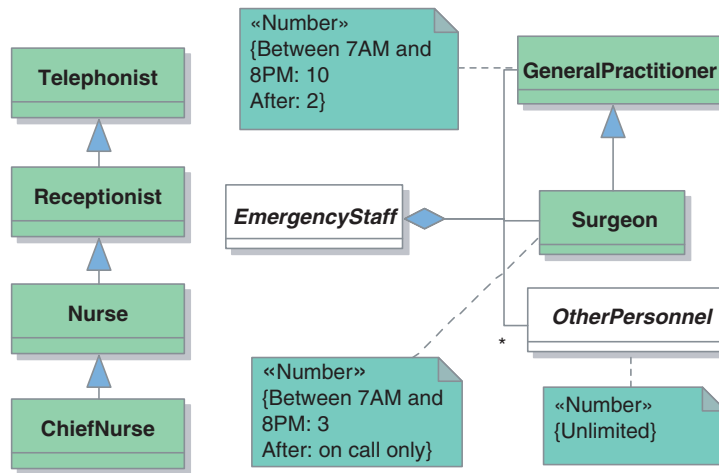 Telephonist
Receptionist
Nurse
ChiefNurse
«Number»
{Between 7AM and
8PM: 10
After: 2}
GeneralPractitioner
EmergencyStaff
Surgeon
OtherPersonnel
*
«Number»
{Between 7AM and
8PM: 3
After: on call only}
«Number»
{Unlimited}